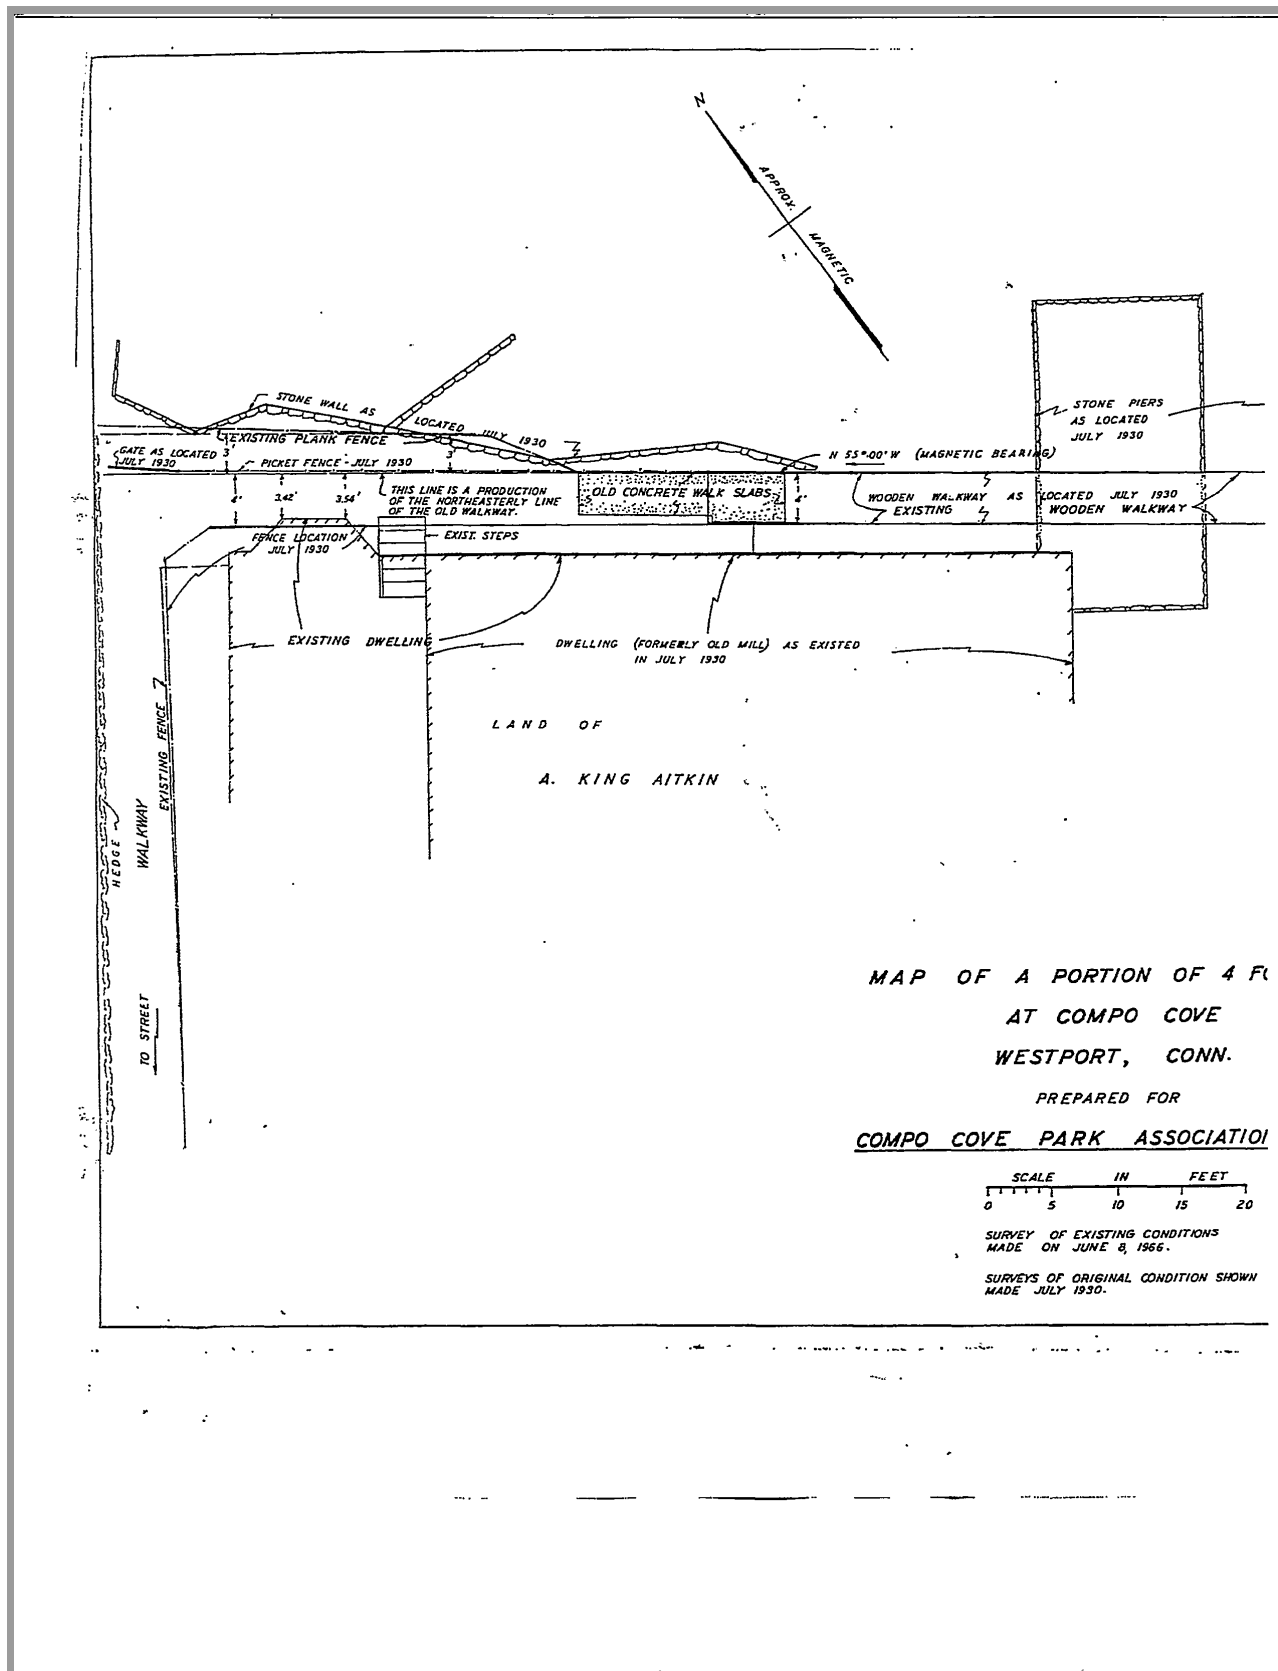 N
APPROX.
MAGNETIC
STONE WALL AS LOCATED JULY 1930
EXISTING PLANK FENCE
GATE AS LOCATED
JULY 1930
3'
PICKET FENCE - JULY 1930
3'
N 55°-00' W (MAGNETIC BEARING)
STONE PIERS
AS LOCATED
JULY 1930
4'
3.42'
3.54'
THIS LINE IS A PRODUCTION
OF THE NORTHEASTERLY LINE
OF THE OLD WALKWAY.
OLD CONCRETE WALK SLABS
4'
WOODEN WALKWAY AS LOCATED JULY 1930
EXISTING WOODEN WALKWAY
FENCE LOCATION
JULY 1930
EXIST. STEPS
EXISTING DWELLING
DWELLING (FORMERLY OLD MILL) AS EXISTED
IN JULY 1930
EXISTING FENCE
LAND OF
A. KING AITKIN
HEDGE
WALKWAY
TO STREET
MAP OF A PORTION OF 4
AT COMPO COVE
WESTPORT, CONN.
PREPARED FOR
COMPO COVE PARK ASSOCIATIO
SCALE IN FEET
0 5 10 15 20
SURVEY OF EXISTING CONDITIONS
MADE ON JUNE 8, 1966.
SURVEYS OF ORIGINAL CONDITION SHOWN
MADE JULY 1930.